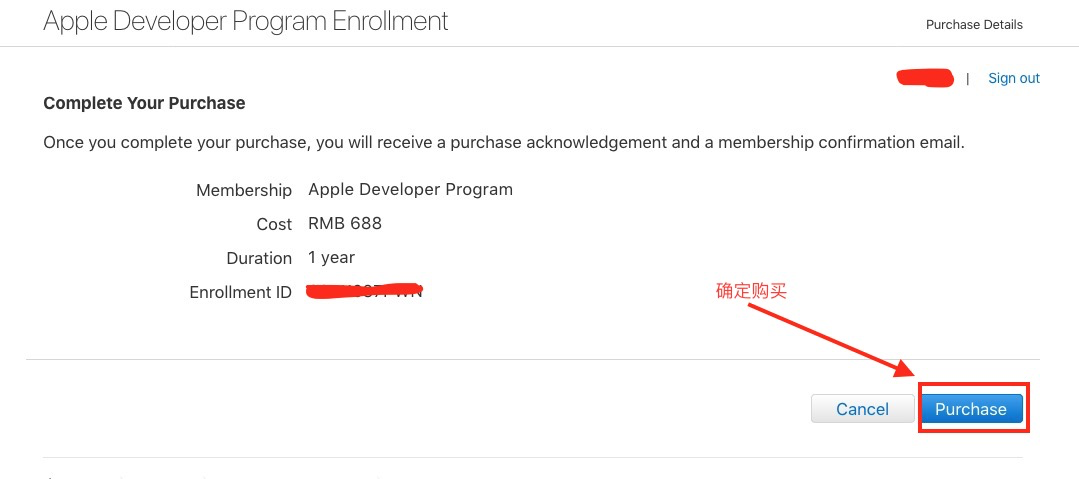 Apple Developer Program Enrollment
Purchase Details
| Sign out
Complete Your Purchase
Once you complete your purchase, you will receive a purchase acknowledgement and a membership confirmation email.
Membership Apple Developer Program
Cost RMB 688
Duration 1 year
Enrollment ID
确定购买
Cancel Purchase